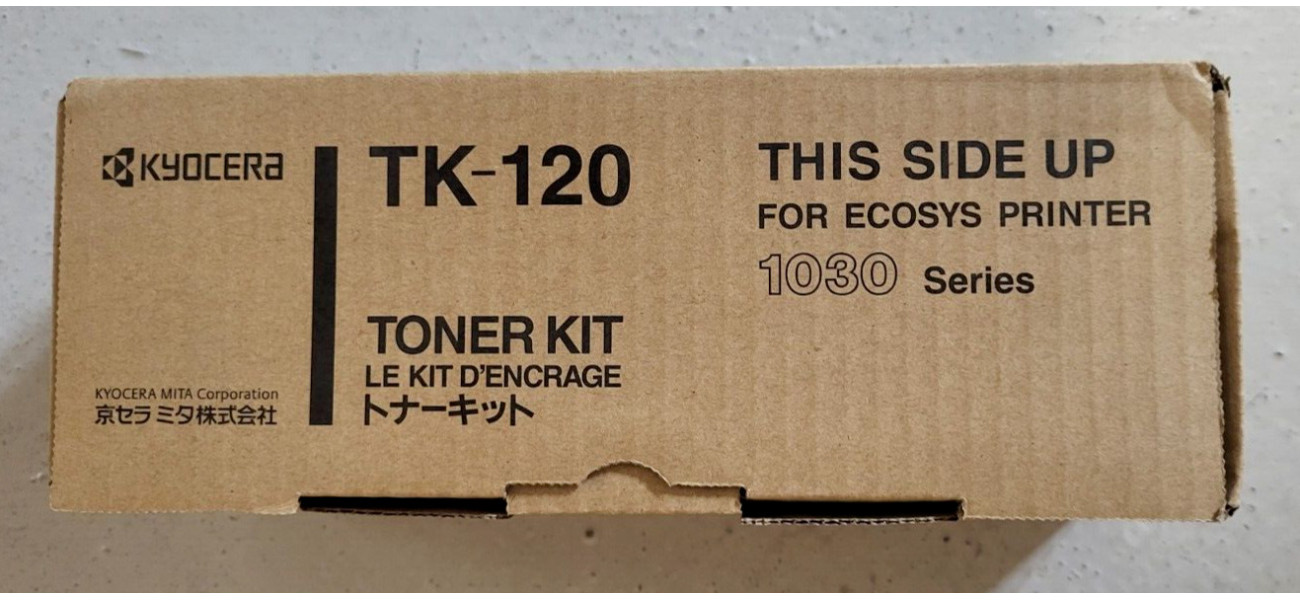 KYOCERA
TK-120
THIS SIDE UP
FOR ECOSYS PRINTER
1030 Series
TONER KIT
LE KIT D'ENCRAGE
トナーキット
KYOCERA MITA Corporation
京セラ ミタ株式会社